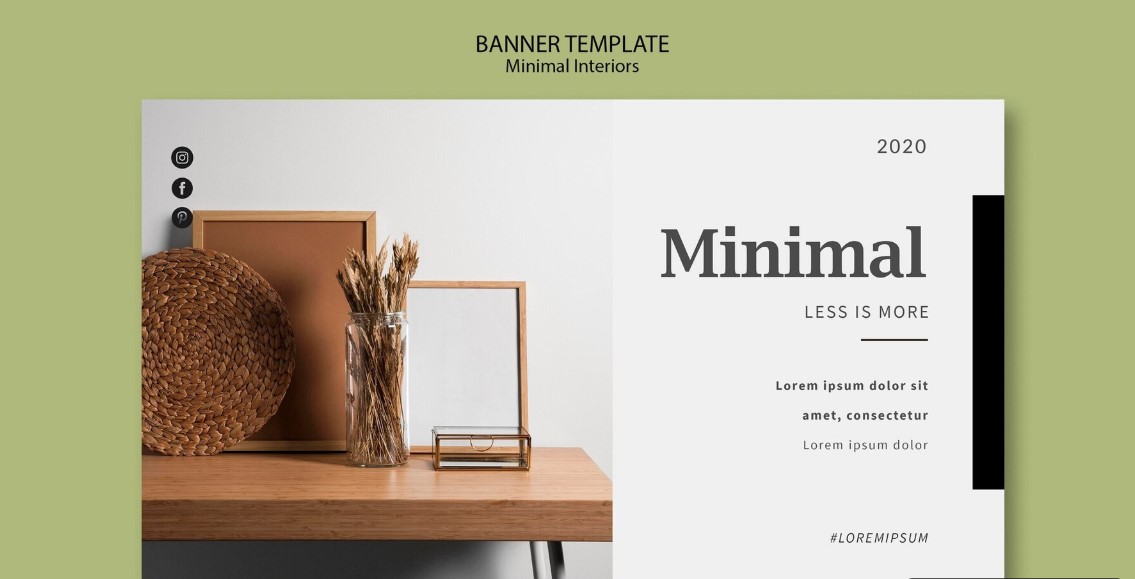 BANNER TEMPLATE
Minimal Interiors
2020
Minimal
LESS IS MORE
Lorem ipsum dolor sit
amet, consectetur
Lorem ipsum dolor
#LOREMIPSUM